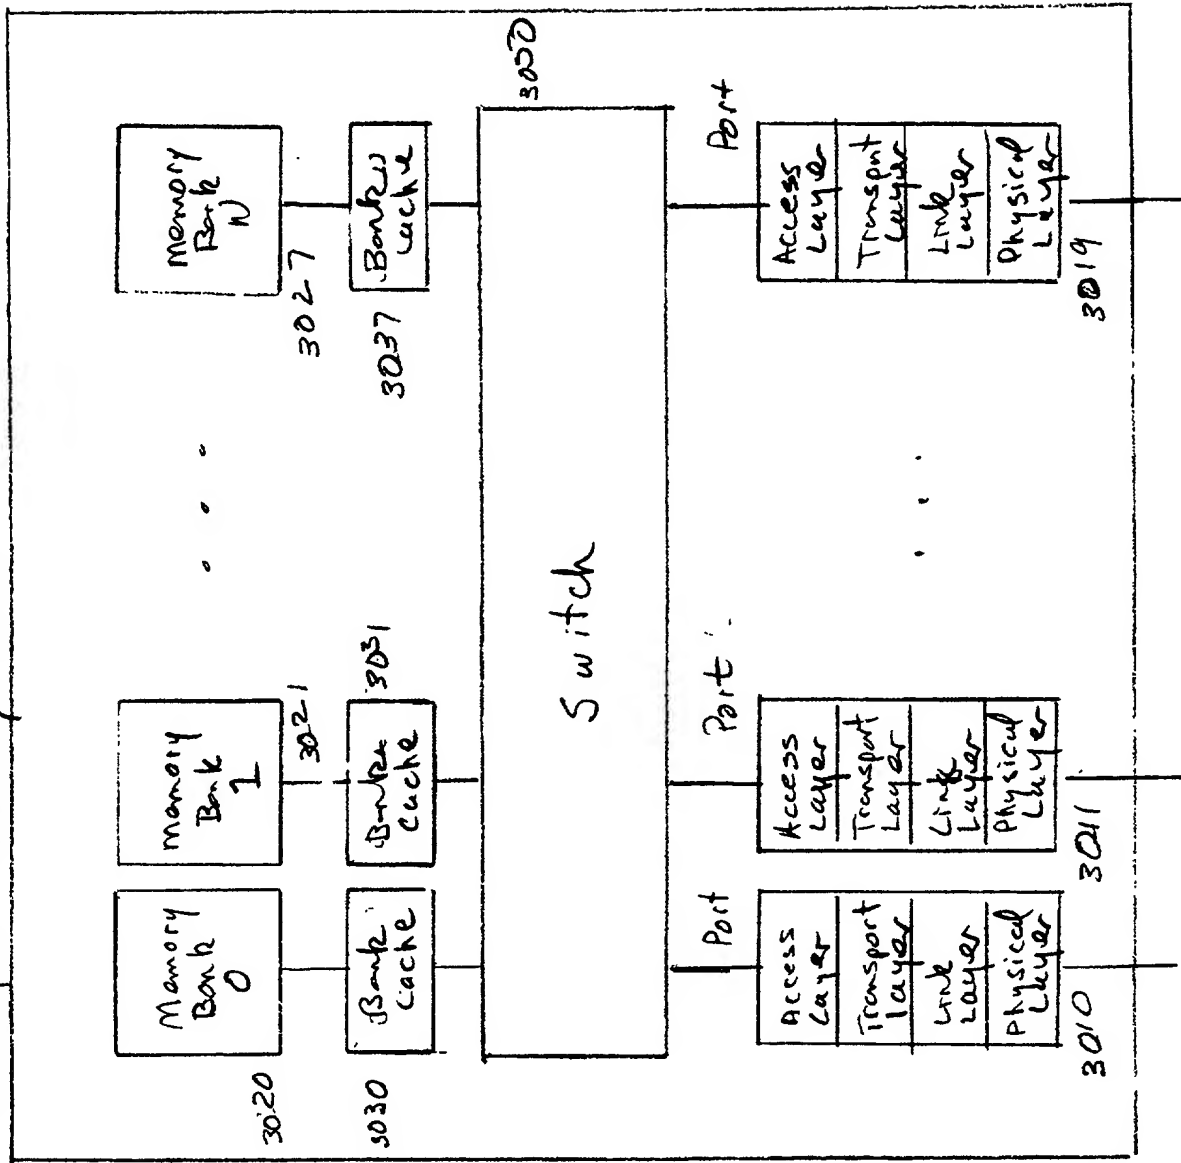 Memory
Bank
0
3020
Memory
Bank
1
3021
Memory
Bank
N
3027
Bank
Cache
3030
Bank
Cache
3031
Bank
Cache
3037
Switch
3050
Port
Access
Layer
Transport
Layer
Link
Layer
Physical
Layer
3010
Port
Access
Layer
Transport
Layer
Link
Layer
Physical
Layer
3011
Port
Access
Layer
Transport
Layer
Link
Layer
Physical
Layer
3019